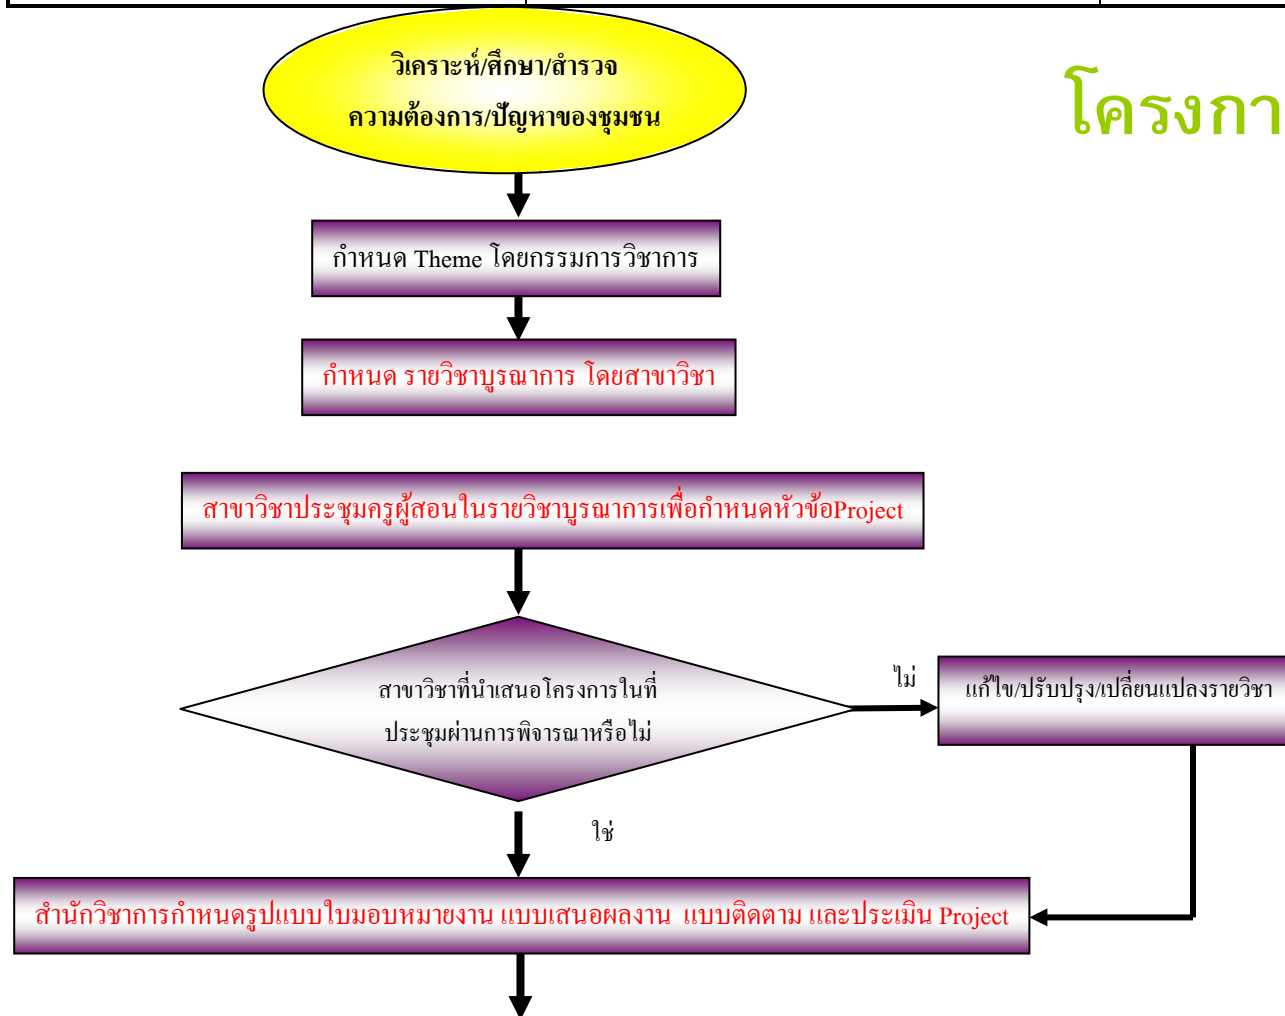 วิเคราะห์/ศึกษา/สำรวจ
ความต้องการ/ปัญหาของชุมชน
โครงกา
กำหนด Theme โดยกรรมการวิชาการ
กำหนด รายวิชาบูรณาการ โดยสาขาวิชา
สาขาวิชาประชุมครูผู้สอนในรายวิชาบูรณาการเพื่อกำหนดหัวข้อProject
สาขาวิชาที่นำเสนอโครงการในที่
ประชุมผ่านการพิจารณาหรือไม่
ไม่
แก้ไข/ปรับปรุง/เปลี่ยนแปลงรายวิชา
ใช่
สำนักวิชาการกำหนดรูปแบบใบมอบหมายงาน แบบเสนอผลงาน แบบติดตาม และประเมิน Project